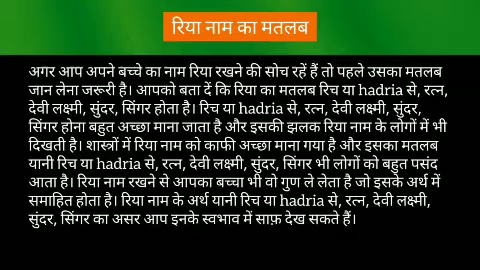 रिया नाम का मतलब
अगर आप अपने बच्चे का नाम रिया रखने की सोच रहें हैं तो पहले उसका मतलब
जान लेना जरूरी है। आपको बता दें कि रिया का मतलब रिच या hadria से, रत्न,
देवी लक्ष्मी, सुंदर, सिंगर होता है। रिच या hadria से, रत्न, देवी लक्ष्मी, सुंदर,
सिंगर होना बहुत अच्छा माना जाता है और इसकी झलक रिया नाम के लोगों में भी
दिखती है। शास्त्रों में रिया नाम को काफी अच्छा माना गया है और इसका मतलब
यानी रिच या hadria से, रत्न, देवी लक्ष्मी, सुंदर, सिंगर भी लोगों को बहुत पसंद
आता है। रिया नाम रखने से आपका बच्चा भी वो गुण ले लेता है जो इसके अर्थ में
समाहित होता है। रिया नाम के अर्थ यानी रिच या hadria से, रत्न, देवी लक्ष्मी,
सुंदर, सिंगर का असर आप इनके स्वभाव में साफ़ देख सकते हैं।